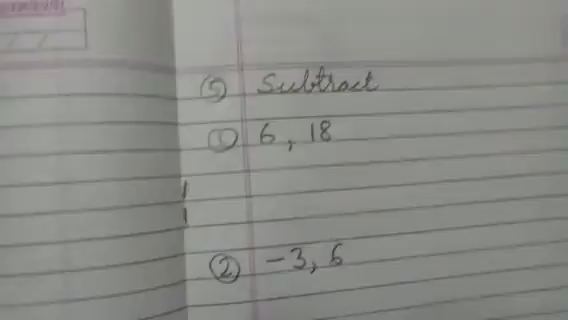 ⑤ Subtract
① 6, 18
② -3, 6